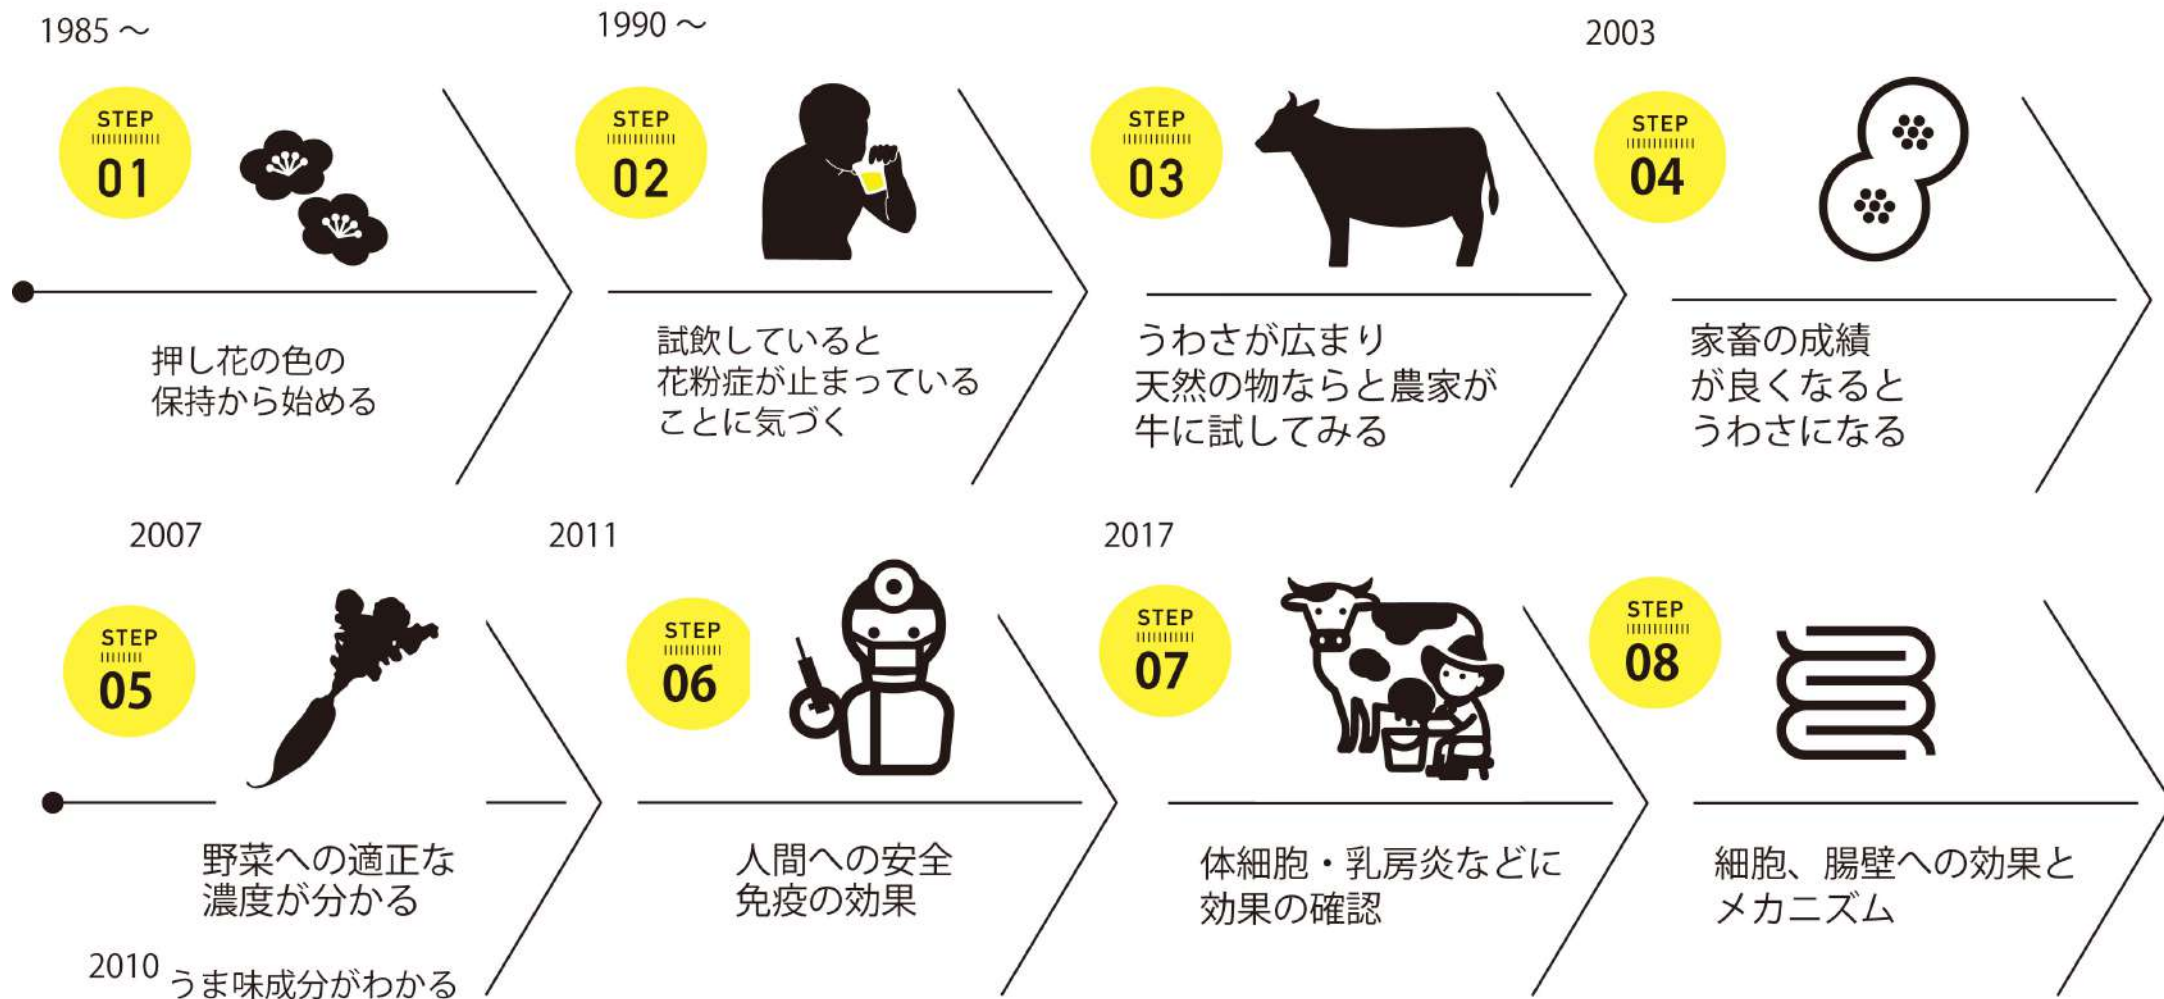 1985 ～
STEP
01
押し花の色の
保持から始める
1990 ～
STEP
02
試飲していると
花粉症が止まっている
ことに気づく
STEP
03
うわさが広まり
天然の物ならと農家が
牛に試してみる
2003
STEP
04
家畜の成績
が良くなると
うわさになる
2007
STEP
05
野菜への適正な
濃度が分かる
2010 うま味成分がわかる
2011
STEP
06
人間への安全
免疫の効果
2017
STEP
07
体細胞・乳房炎などに
効果の確認
STEP
08
細胞、腸壁への効果と
メカニズム